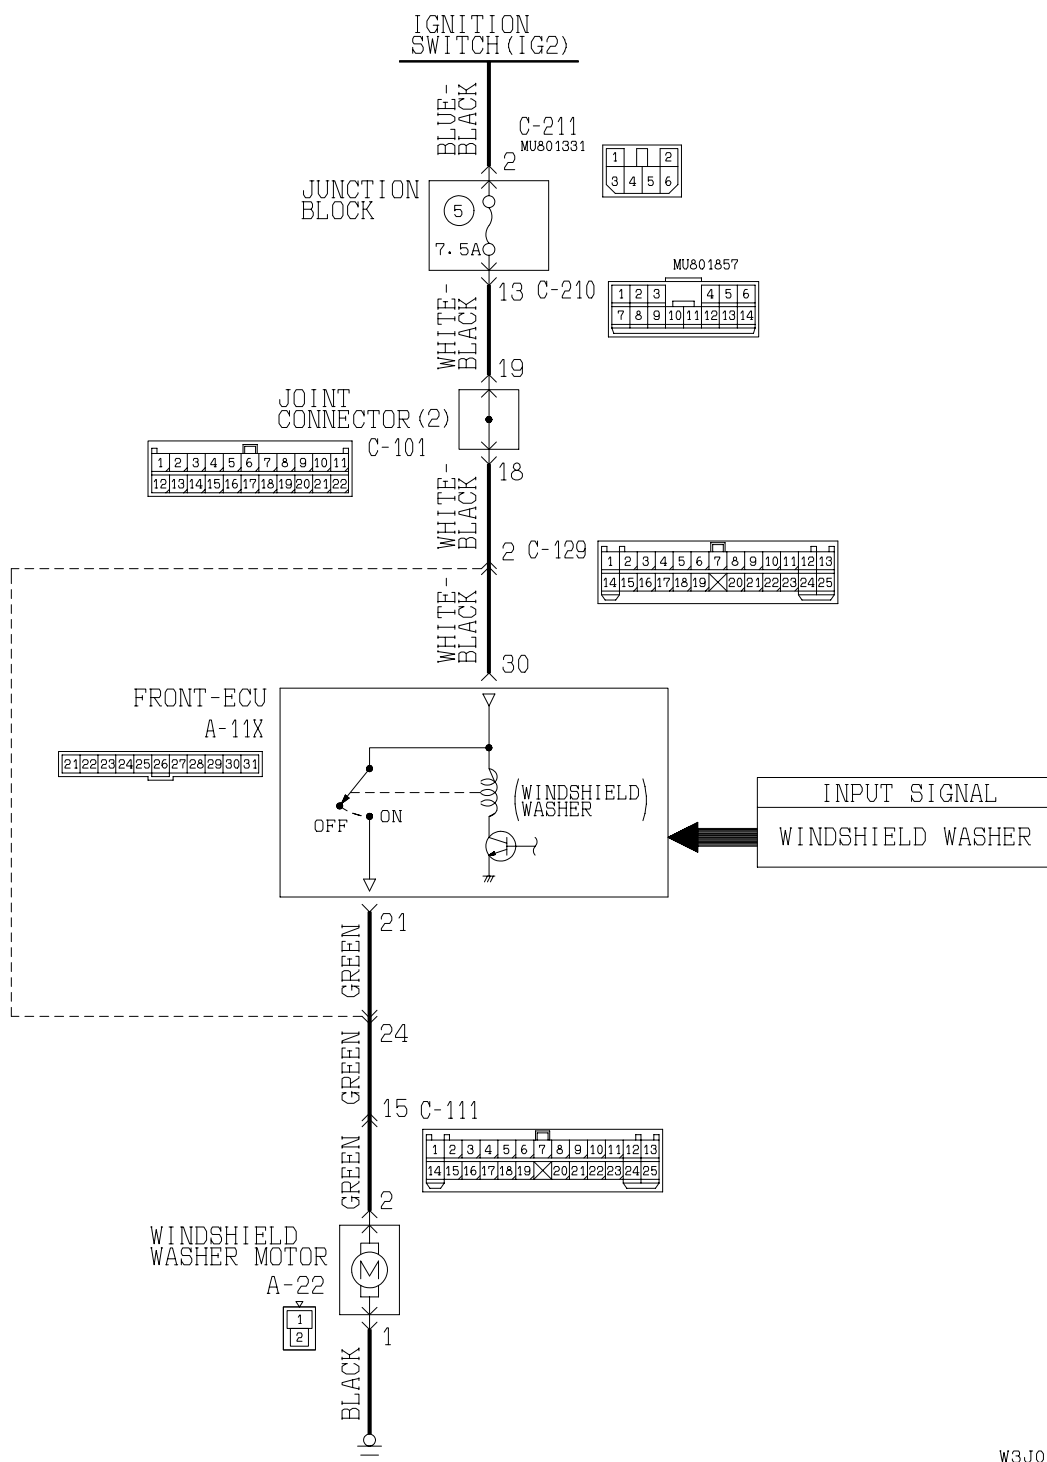 IGNITION
SWITCH(IG2)
BLUE-
BLACK
C-211
MU801331
2
1 2
3 4 5 6
JUNCTION
BLOCK
5
7.5A
MU801857
13 C-210
1 2 3 4 5 6
7 8 9 10 11 12 13 14
WHITE-
BLACK
19
JOINT
CONNECTOR(2)
C-101
1 2 3 4 5 6 7 8 9 10 11
12 13 14 15 16 17 18 19 20 21 22
18
WHITE-
BLACK
2 C-129
1 2 3 4 5 6 7 8 9 10 11 12 13
14 15 16 17 18 19 20 21 22 23 24 25
WHITE-
BLACK
30
FRONT-ECU
A-11X
21 22 23 24 25 26 27 28 29 30 31
(WINDSHIELD
WASHER)
OFF
ON
INPUT SIGNAL
WINDSHIELD WASHER
21
GREEN
24
GREEN
15 C-111
1 2 3 4 5 6 7 8 9 10 11 12 13
14 15 16 17 18 19 20 21 22 23 24 25
GREEN
2
WINDSHIELD
WASHER MOTOR
A-22
M
1
2
1
BLACK
W3J0